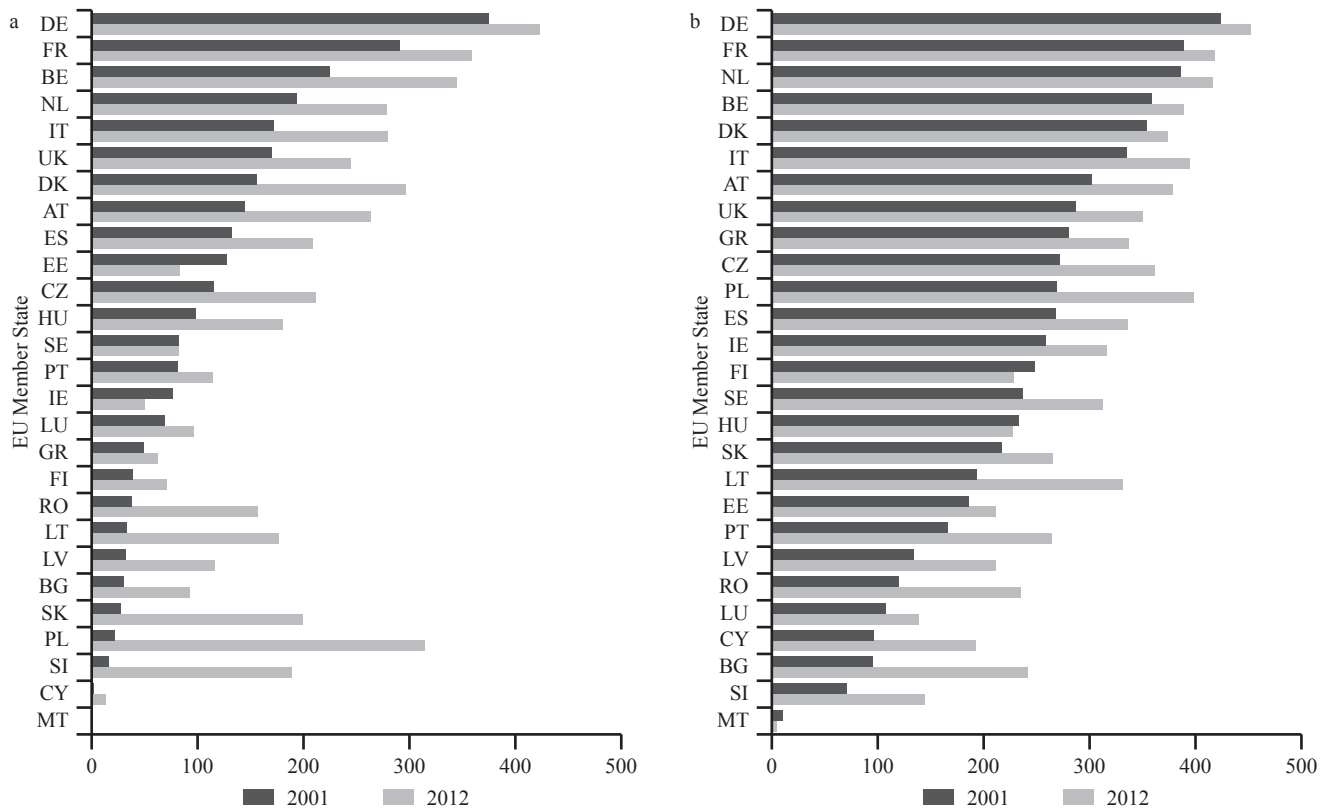 a
EU Member State
DE
FR
BE
NL
IT
UK
DK
AT
ES
EE
CZ
HU
SE
PT
IE
LU
GR
FI
RO
LT
LV
BG
SK
PL
SI
CY
MT
0 100 200 300 400 500
2001 2012
b
EU Member State
DE
FR
NL
BE
DK
IT
AT
UK
GR
CZ
PL
ES
IE
FI
SE
HU
SK
LT
EE
PT
LV
RO
LU
CY
BG
SI
MT
0 100 200 300 400 500
2001 2012